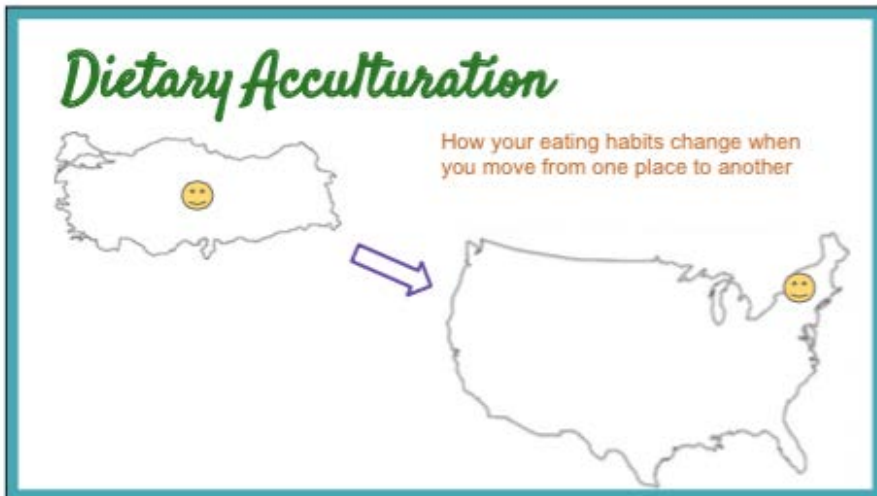 Dietary Acculturation
How your eating habits change when
you move from one place to another